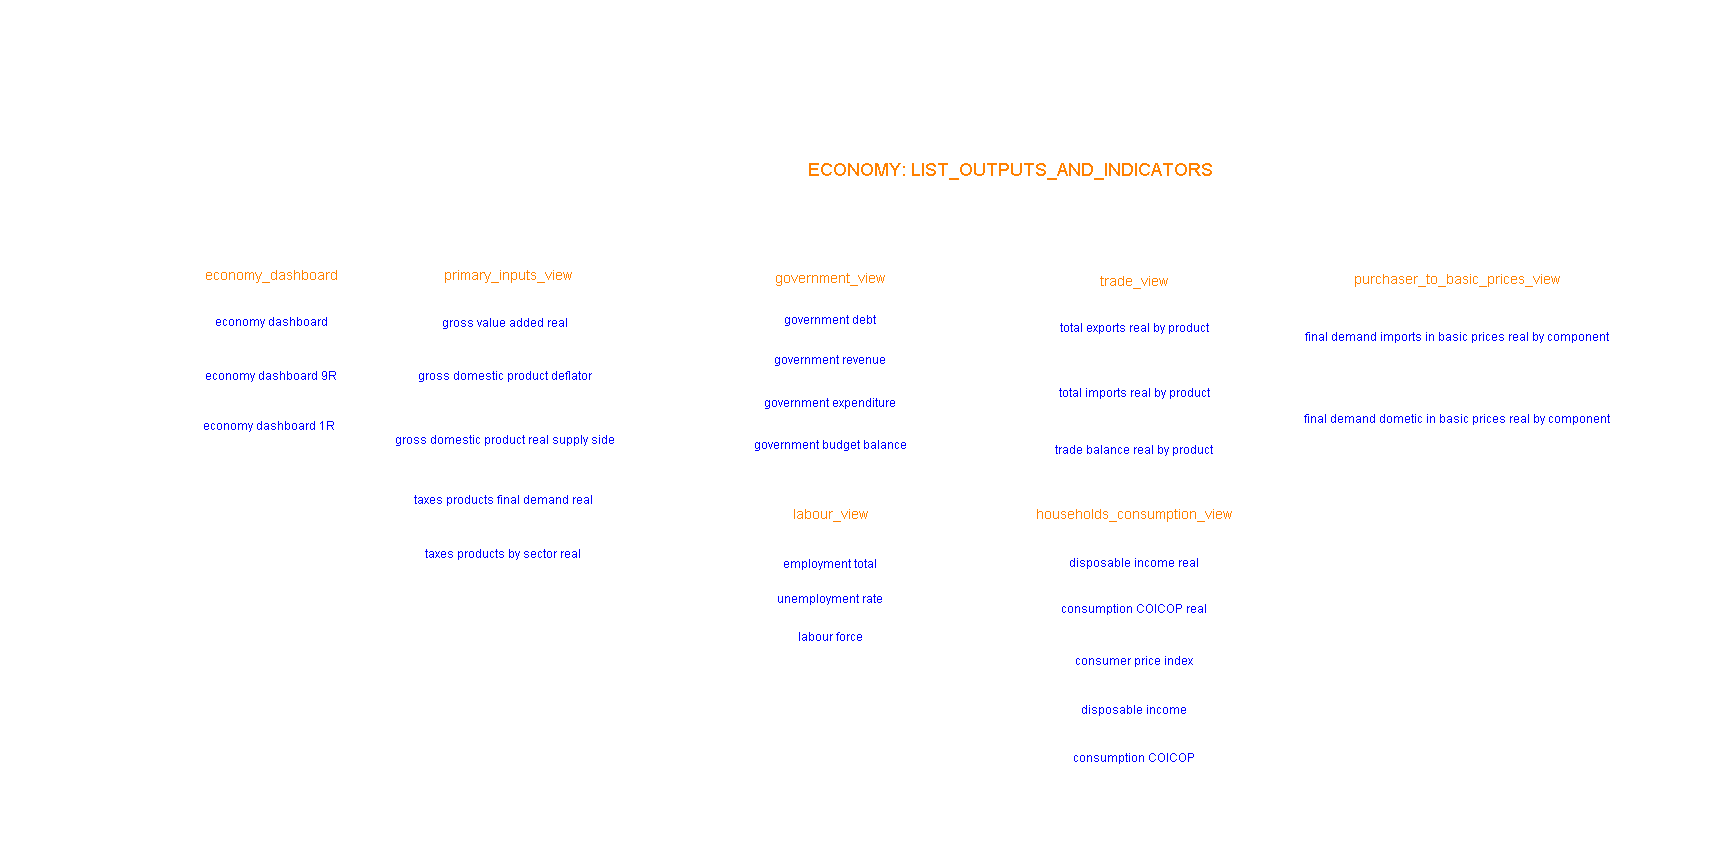 ECONOMY: LIST_OUTPUTS_AND_INDICATORS
economy_dashboard
economy dashboard
economy dashboard 9R
economy dashboard 1R
primary_inputs_view
gross value added real
gross domestic product deflator
gross domestic product real supply side
taxes products final demand real
taxes products by sector real
government_view
government debt
government revenue
government expenditure
government budget balance
labour_view
employment total
unemployment rate
labour force
trade_view
total exports real by product
total imports real by product
trade balance real by product
households_consumption_view
disposable income real
consumption COICOP real
consumer price index
disposable income
consumption COICOP
purchaser_to_basic_prices_view
final demand imports in basic prices real by component
final demand dometic in basic prices real by component